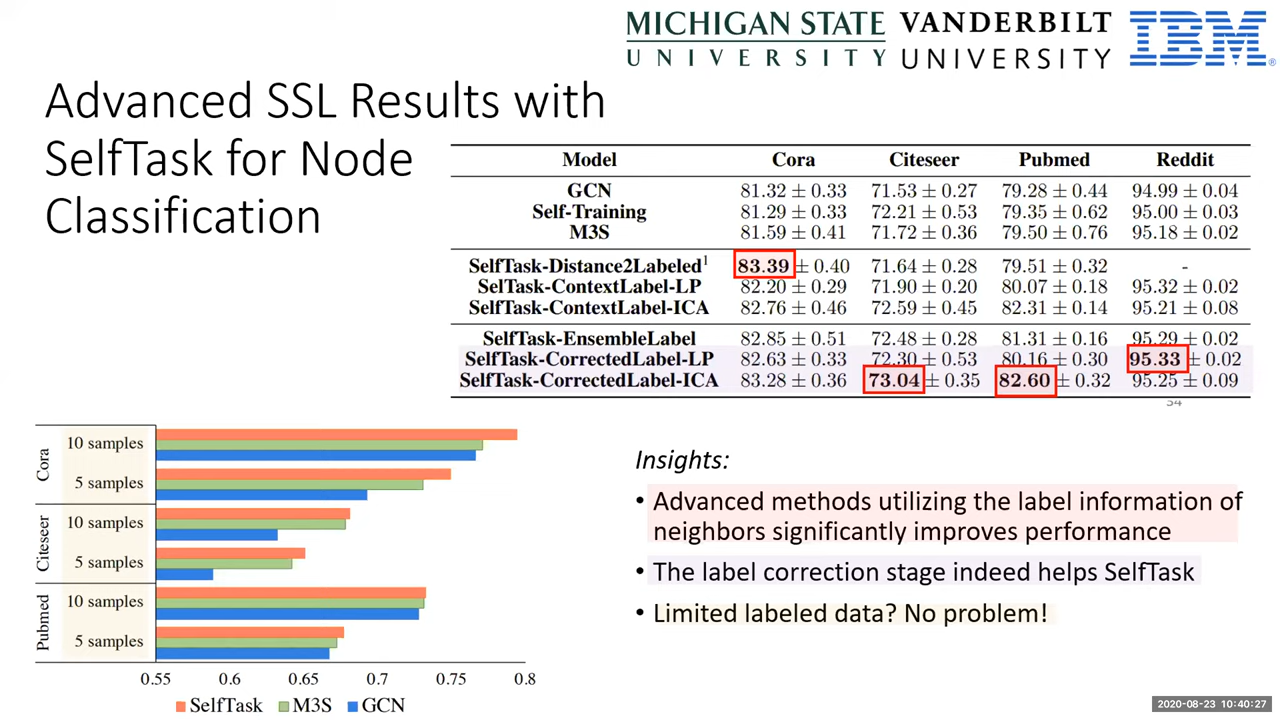 MICHIGAN STATE
UNIVERSITY
VANDERBILT
UNIVERSITY
IBM®
Advanced SSL Results with
SelfTask for Node
Classification
Model Cora Citeseer Pubmed Reddit
GCN 81.32 ± 0.33 71.53 ± 0.27 79.28 ± 0.44 94.99 ± 0.04
Self-Training 81.29 ± 0.33 72.21 ± 0.53 79.35 ± 0.62 95.00 ± 0.03
M3S 81.59 ± 0.41 71.72 ± 0.36 79.50 ± 0.76 95.18 ± 0.02
SelfTask-Distance2Labeled¹ 83.39 ± 0.40 71.64 ± 0.28 79.51 ± 0.32 -
SelTask-ContextLabel-LP 82.20 ± 0.29 71.90 ± 0.20 80.07 ± 0.18 95.32 ± 0.02
SelfTask-ContextLabel-ICA 82.76 ± 0.46 72.59 ± 0.45 82.31 ± 0.14 95.21 ± 0.08
SelfTask-EnsembleLabel 82.85 ± 0.51 72.48 ± 0.28 81.31 ± 0.16 95.29 ± 0.02
SelfTask-CorrectedLabel-LP 82.63 ± 0.33 72.30 ± 0.53 80.16 ± 0.30 95.33 ± 0.02
SelfTask-CorrectedLabel-ICA 83.28 ± 0.36 73.04 ± 0.35 82.60 ± 0.32 95.25 ± 0.09
34
Cora
10 samples
5 samples
Citeseer
10 samples
5 samples
Pubmed
10 samples
5 samples
0.55 0.6 0.65 0.7 0.75 0.8
SelfTask M3S GCN
Insights:
• Advanced methods utilizing the label information of
neighbors significantly improves performance
• The label correction stage indeed helps SelfTask
• Limited labeled data? No problem!
2020-08-23 10:40:27